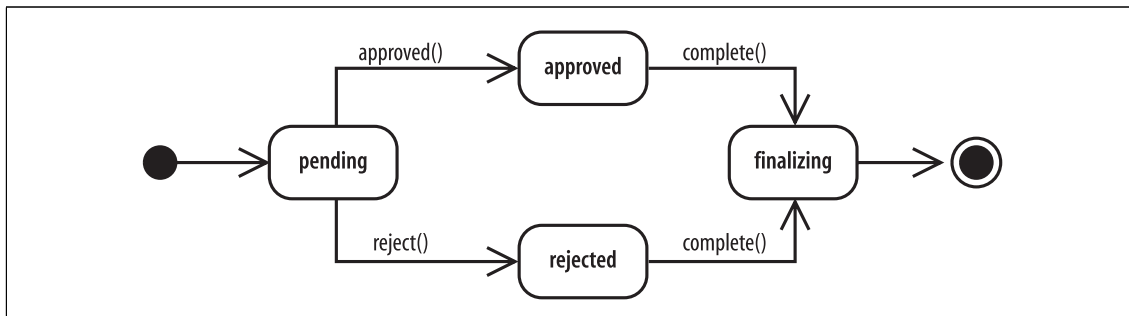 approved()
approved
complete()
pending
finalizing
reject()
rejected
complete()